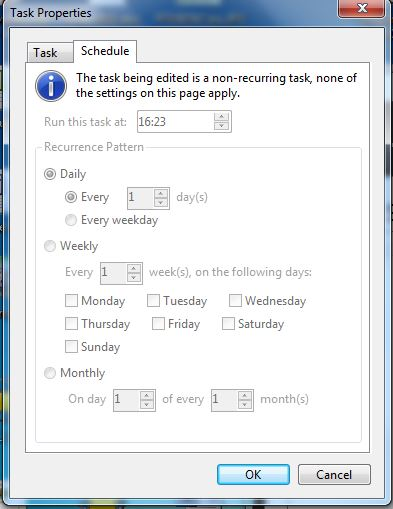 Task Properties
Task Schedule
The task being edited is a non-recurring task, none of
the settings on this page apply.
Run this task at: 16:23
Recurrence Pattern
Daily
Every 1 day(s)
Every weekday
Weekly
Every 1 week(s), on the following days:
Monday Tuesday Wednesday
Thursday Friday Saturday
Sunday
Monthly
On day 1 of every 1 month(s)
OK Cancel